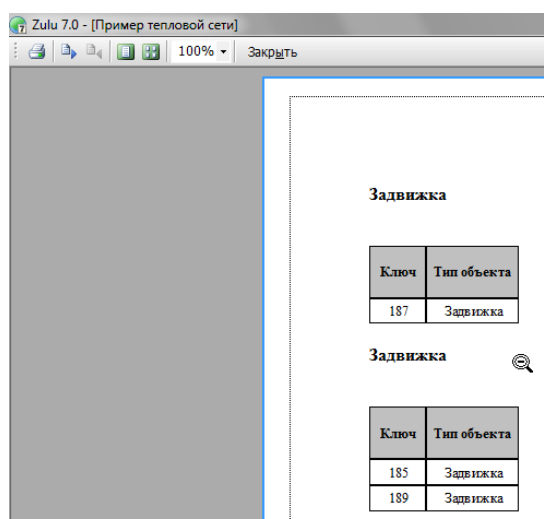 Zulu 7.0 - [Пример тепловой сети]
100% Закрыть
Задвижка
Ключ Тип объекта
187 Задвижка
Задвижка
Ключ Тип объекта
185 Задвижка
189 Задвижка